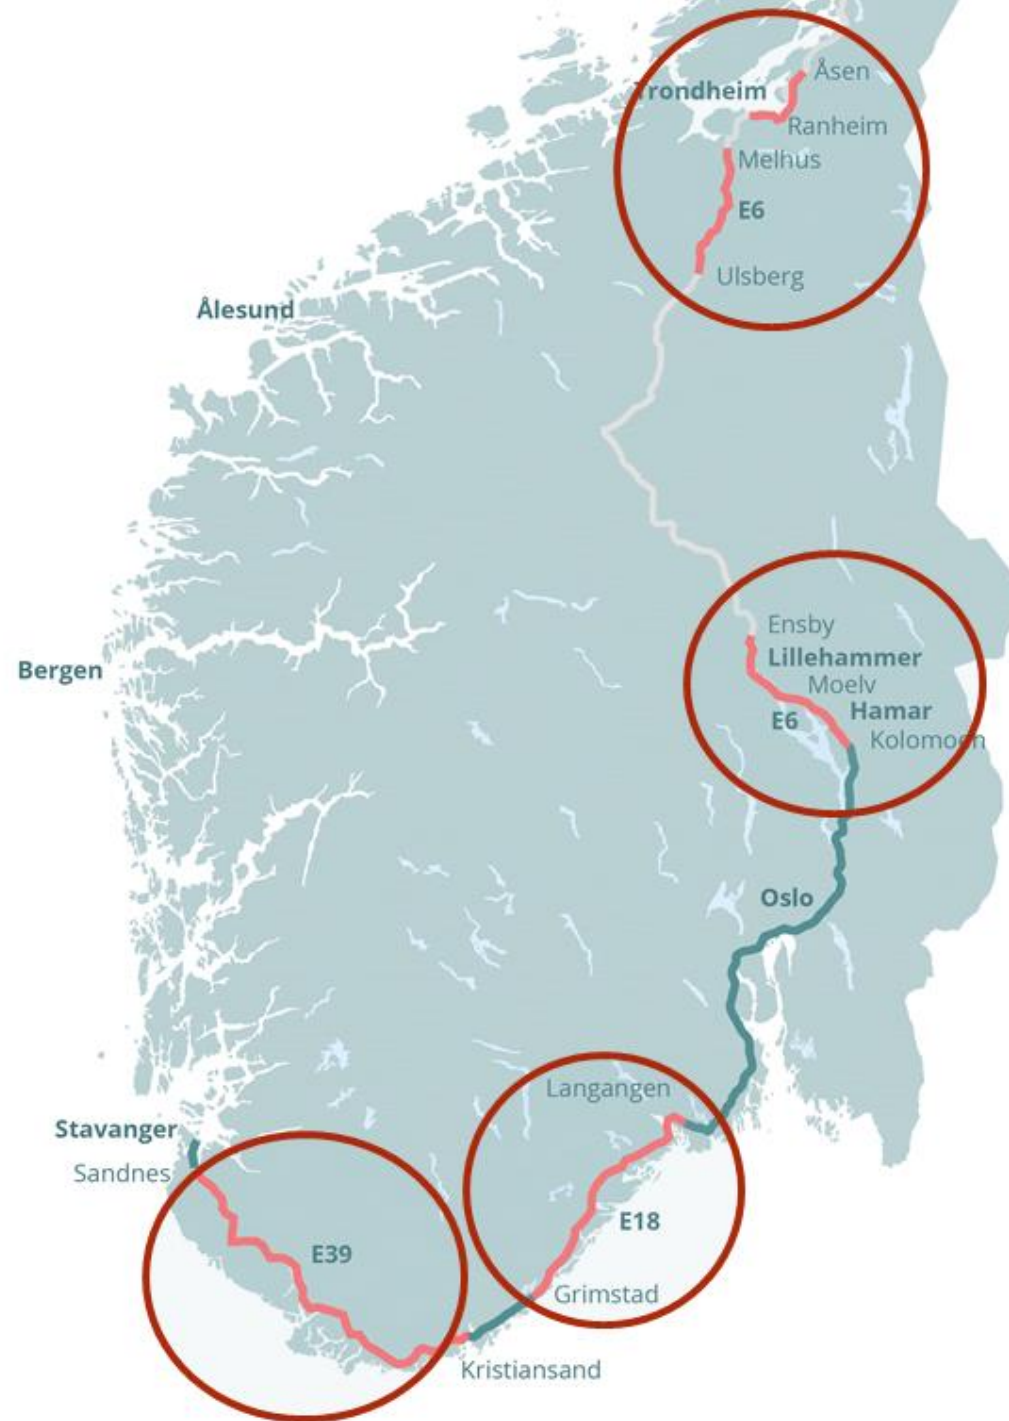 Åsen
Trondheim
Ranheim
Melhus
E6
Ulsberg
Ålesund
Ensby
Lillehammer
Moelv
Hamar
E6
Kolomoen
Bergen
Oslo
Langangen
Stavanger
Sandnes
E18
E39
Grimstad
Kristiansand